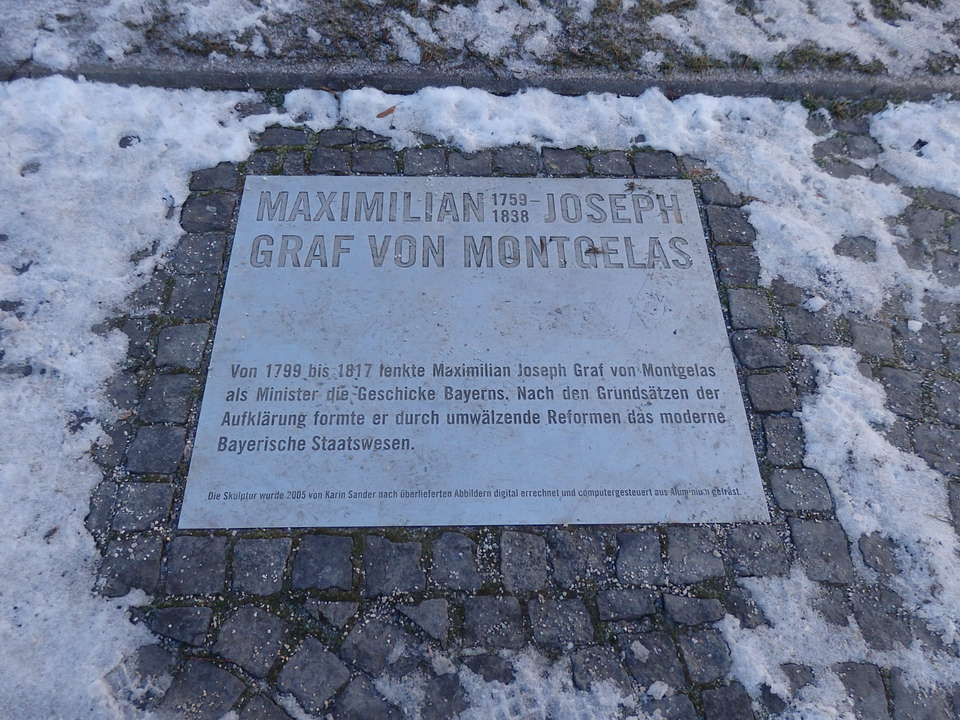 MAXIMILIAN 1759–1838 JOSEPH
GRAF VON MONTGELAS
Von 1799 bis 1817 lenkte Maximilian Joseph Graf von Montgelas
als Minister die Geschicke Bayerns. Nach den Grundsätzen der
Aufklärung formte er durch umwälzende Reformen das moderne
Bayerische Staatswesen.
Die Skulptur wurde 2005 von Karin Sander nach überlieferten Abbildern digital errechnet und computergesteuert aus Aluminium gefräst.